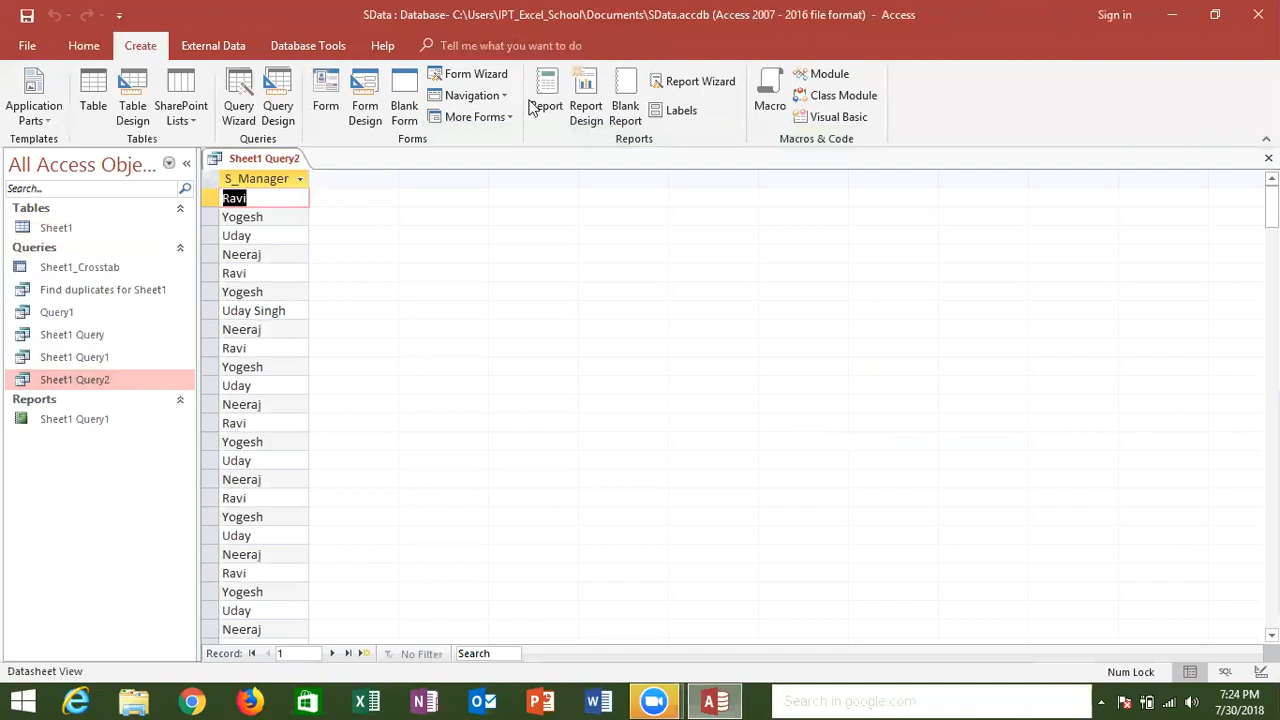 SData : Database- C:\Users\IPT_Excel_School\Documents\SData.accdb (Access 2007 - 2016 file format) - Access
Sign in
File Home Create External Data Database Tools Help Tell me what you want to do
Application Parts
Table
Table Design
SharePoint Lists
Query Wizard
Query Design
Form
Form Design
Blank Form
Form Wizard
Navigation
More Forms
Report
Report Design
Blank Report
Report Wizard
Labels
Macro
Module
Class Module
Visual Basic
Templates Tables Queries Forms Reports Macros & Code
All Access Obje...
Search...
Tables
Sheet1
Queries
Sheet1_Crosstab
Find duplicates for Sheet1
Query1
Sheet1 Query
Sheet1 Query1
Sheet1 Query2
Reports
Sheet1 Query1
Sheet1 Query2
S_Manager
Ravi
Yogesh
Uday
Neeraj
Ravi
Yogesh
Uday Singh
Neeraj
Ravi
Yogesh
Uday
Neeraj
Ravi
Yogesh
Uday
Neeraj
Ravi
Yogesh
Uday
Neeraj
Ravi
Yogesh
Uday
Neeraj
Record: 1 No Filter Search
Datasheet View
Num Lock
SQL
Search in google.com
7:24 PM
7/30/2018